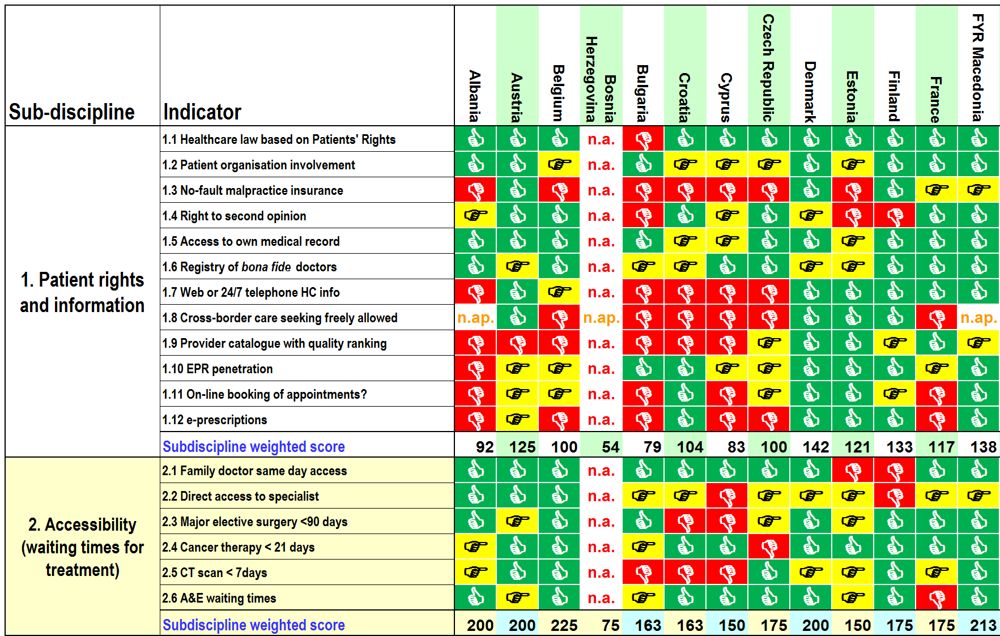 Sub-discipline Indicator Albania Austria Belgium Bosnia Herzegovina Bulgaria Croatia Cyprus Czech Republic Denmark Estonia Finland France FYR Macedonia
1. Patient rights and information
1.1 Healthcare law based on Patients' Rights n.a.
1.2 Patient organisation involvement n.a.
1.3 No-fault malpractice insurance n.a.
1.4 Right to second opinion n.a.
1.5 Access to own medical record n.a.
1.6 Registry of bona fide doctors n.a.
1.7 Web or 24/7 telephone HC info n.a.
1.8 Cross-border care seeking freely allowed n.ap. n.ap. n.ap.
1.9 Provider catalogue with quality ranking n.a.
1.10 EPR penetration n.a.
1.11 On-line booking of appointments? n.a.
1.12 e-prescriptions n.a.
Subdiscipline weighted score 92 125 100 54 79 104 83 100 142 121 133 117 138
2. Accessibility (waiting times for treatment)
2.1 Family doctor same day access n.a.
2.2 Direct access to specialist n.a.
2.3 Major elective surgery <90 days n.a.
2.4 Cancer therapy < 21 days n.a.
2.5 CT scan < 7days n.a.
2.6 A&E waiting times n.a.
Subdiscipline weighted score 200 200 225 75 163 163 150 175 200 150 175 175 213